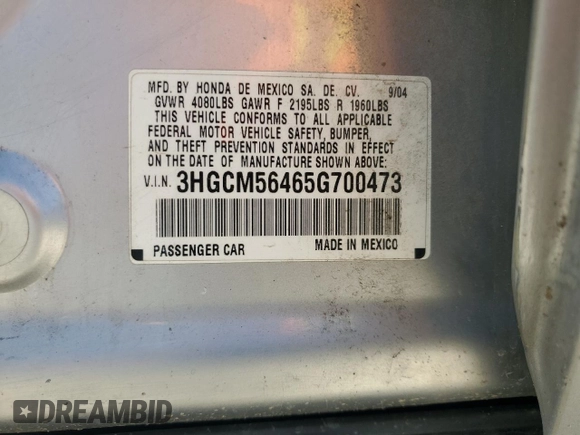 MFD. BY HONDA DE MEXICO SA. DE. CV. 9/04
GVWR 4080LBS GAWR F 2195LBS R 1960LBS
THIS VEHICLE CONFORMS TO ALL APPLICABLE
FEDERAL MOTOR VEHICLE SAFETY, BUMPER,
AND THEFT PREVENTION STANDARDS IN EFFECT
ON THE DATE OF MANUFACTURE SHOWN ABOVE:
V.I.N. 3HGCM56465G700473
PASSENGER CAR MADE IN MEXICO
DREAMBID